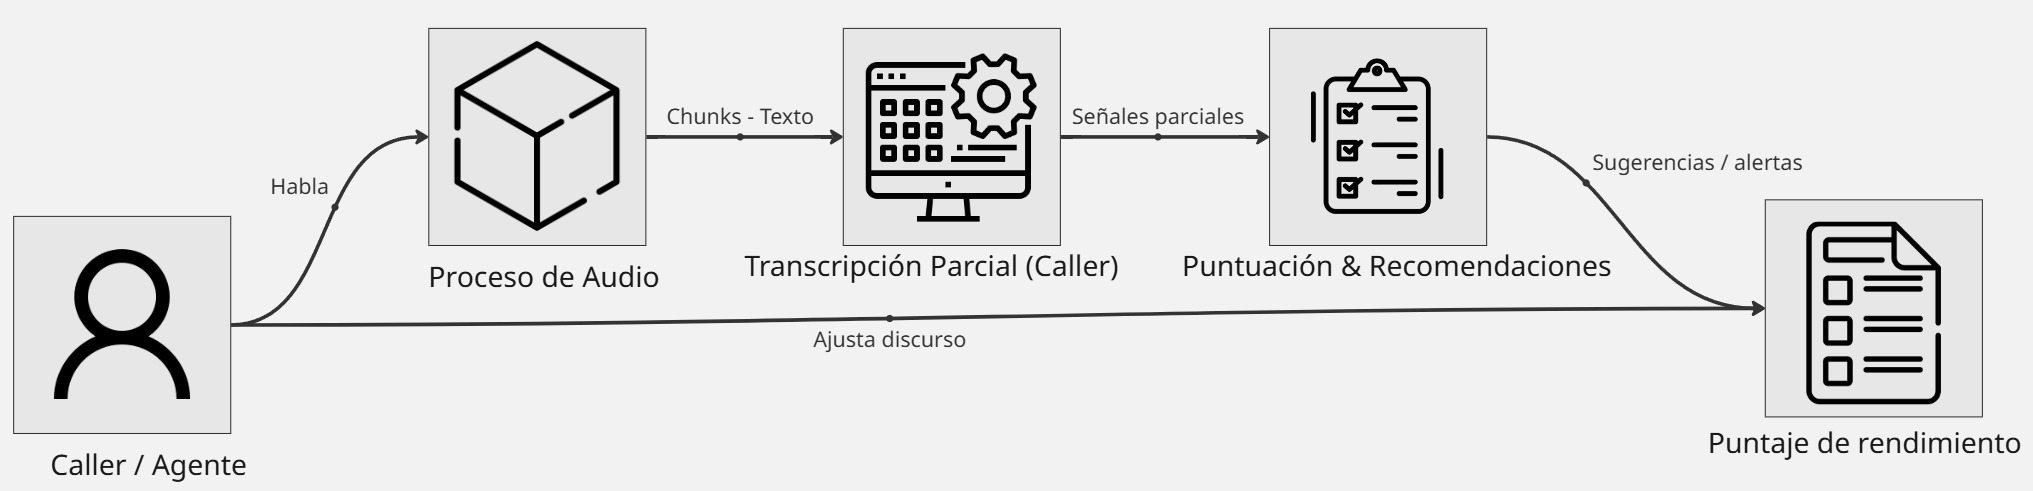 Habla
Chunks - Texto
Señales parciales
Sugerencias / alertas
Proceso de Audio
Transcripción Parcial (Caller)
Puntuación & Recomendaciones
Ajusta discurso
Caller / Agente
Puntaje de rendimiento